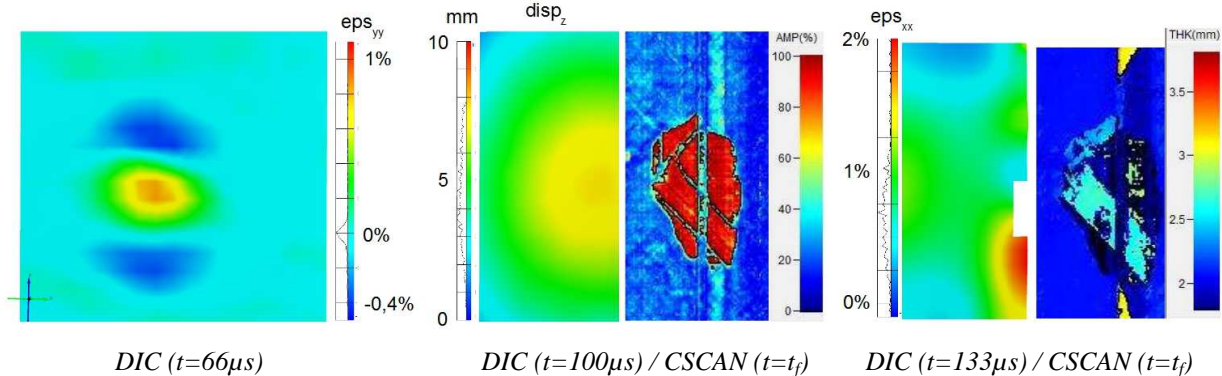 eps_yy
1%
0%
-0,4%
DIC (t=66µs)
mm
disp_z
10
5
0
AMP(%)
100
80
60
40
20
0
DIC (t=100µs) / CSCAN (t=t_f)
eps_xx
2%
1%
0%
THK(mm)
3.5
3
2.5
2
DIC (t=133µs) / CSCAN (t=t_f)